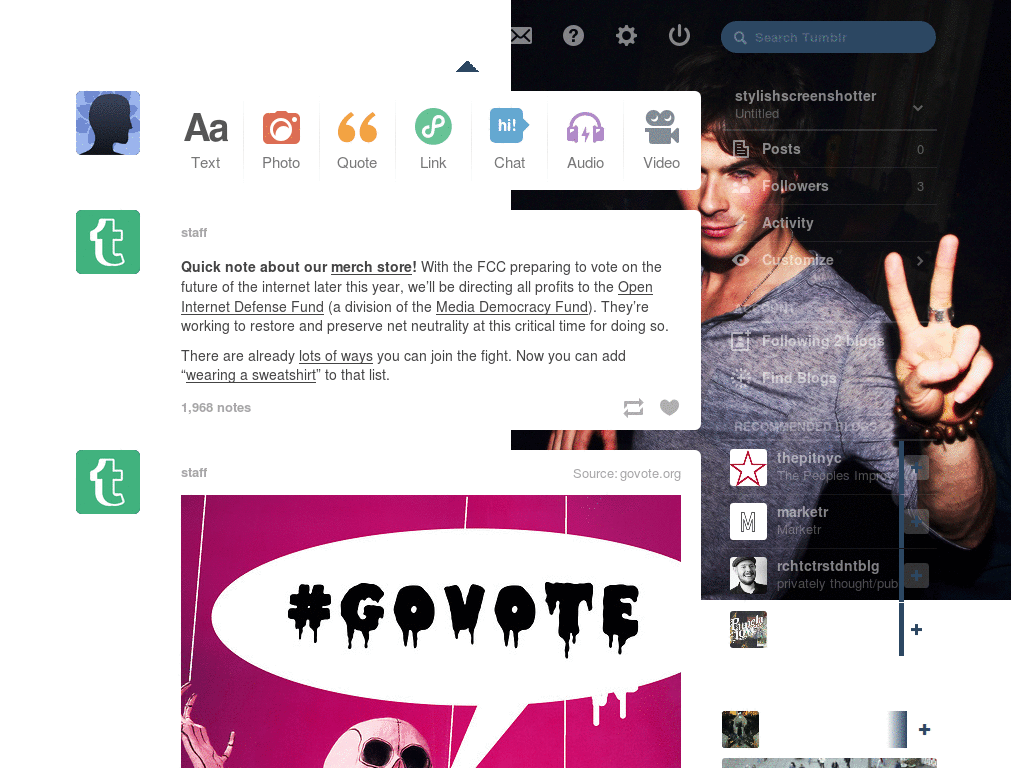 Search Tumblr
stylishscreenshotter
Untitled
Aa
hi!
Text
Photo
Quote
Link
Chat
Audio
Video
Posts 0
Followers 3
Activity
Customize
ACCOUNT
Following 2 blogs
Find Blogs
RECOMMENDED BLOGS
thepitnyc
The Peoples Improv
marketr
Marketr
rchtctrstdntblg
privately thought/pub
M
staff
Quick note about our merch store! With the FCC preparing to vote on the
future of the internet later this year, we’ll be directing all profits to the Open
Internet Defense Fund (a division of the Media Democracy Fund). They’re
working to restore and preserve net neutrality at this critical time for doing so.
There are already lots of ways you can join the fight. Now you can add
“wearing a sweatshirt” to that list.
1,968 notes
staff
Source: govote.org
#GOVOTE